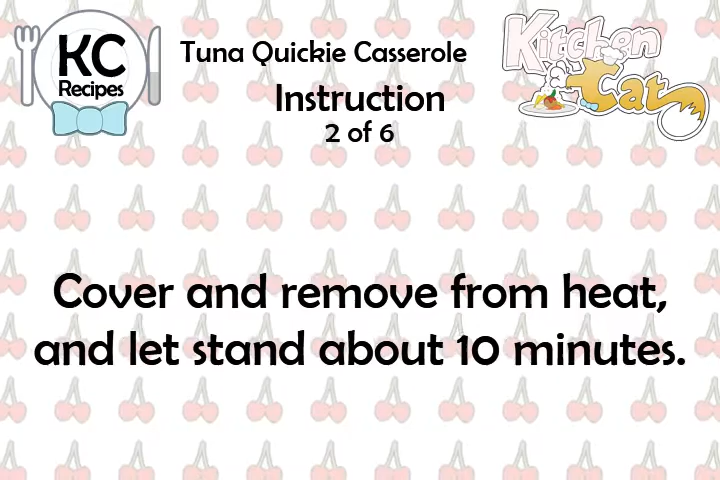 KC
Recipes
Tuna Quickie Casserole
Instruction
2 of 6
Kitchen
Cat
Cover and remove from heat,
and let stand about 10 minutes.